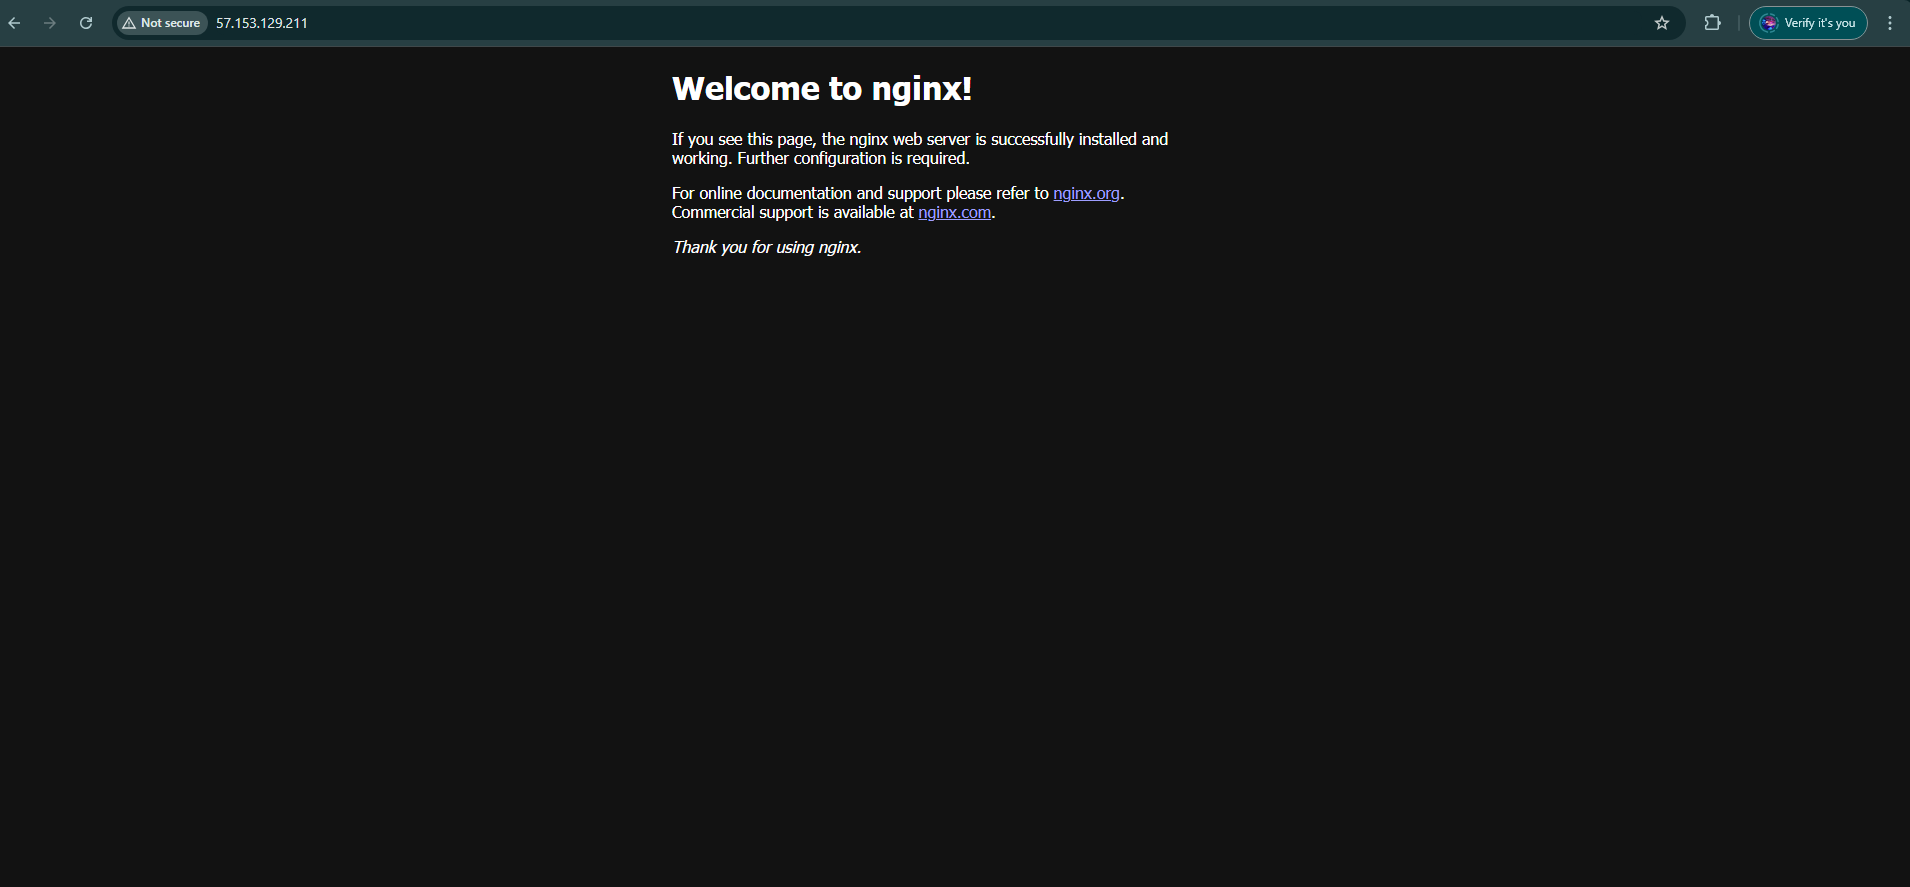 Not secure 57.153.129.211 Verify it's you
Welcome to nginx!
If you see this page, the nginx web server is successfully installed and
working. Further configuration is required.
For online documentation and support please refer to nginx.org.
Commercial support is available at nginx.com.
Thank you for using nginx.